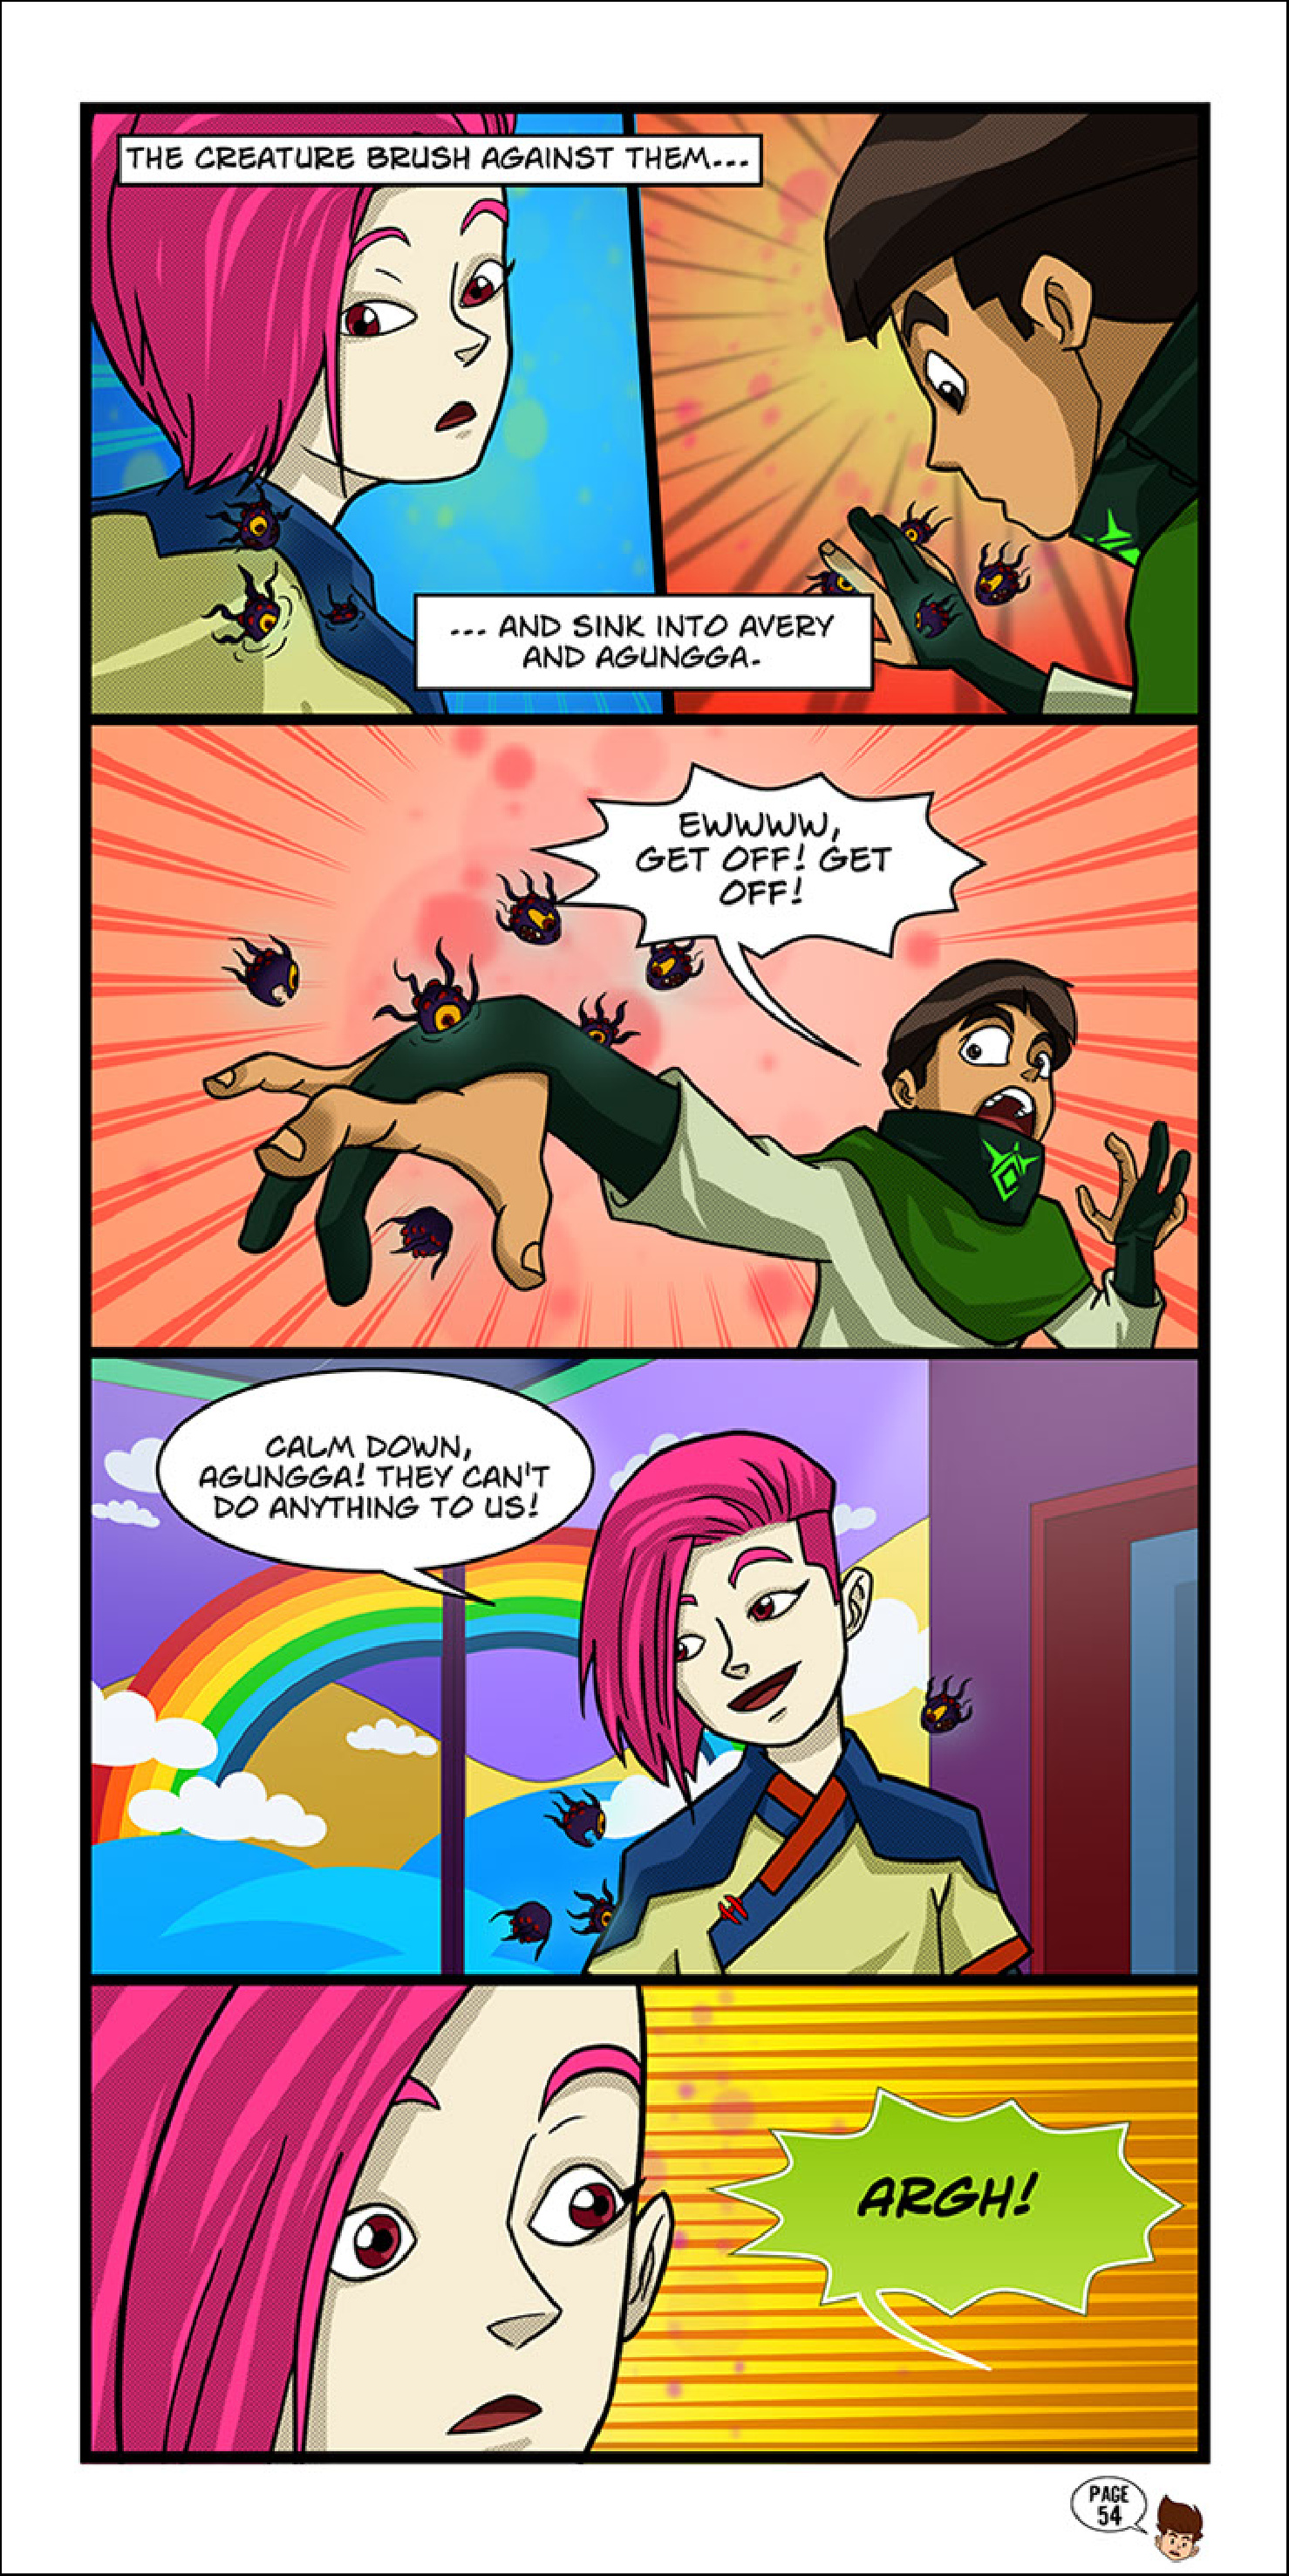 THE CREATURE BRUSH AGAINST THEM...
... AND SINK INTO AVERY
AND AGUNGGA.
EWWWW,
GET OFF! GET
OFF!
CALM DOWN,
AGUNGGA! THEY CAN'T
DO ANYTHING TO US!
ARGH!
PAGE
54